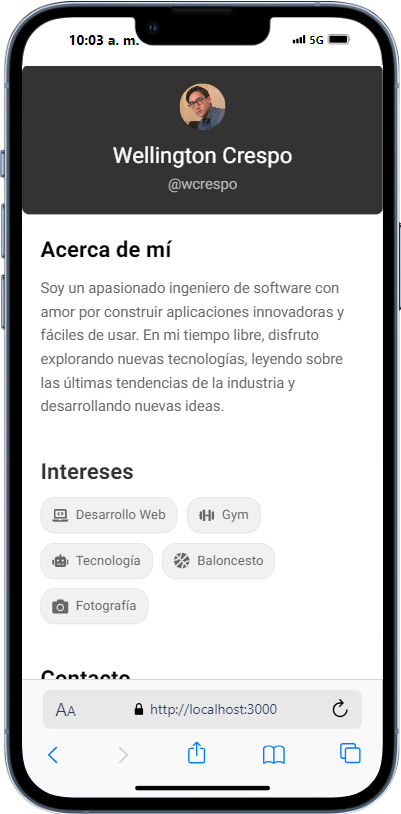 10:03 a. m.
5G
Wellington Crespo
@wcrespo
Acerca de mí
Soy un apasionado ingeniero de software con
amor por construir aplicaciones innovadoras y
fáciles de usar. En mi tiempo libre, disfruto
explorando nuevas tecnologías, leyendo sobre
las últimas tendencias de la industria y
desarrollando nuevas ideas.
Intereses
Desarrollo Web
Gym
Tecnología
Baloncesto
Fotografía
Contacto
AA
http://localhost:3000